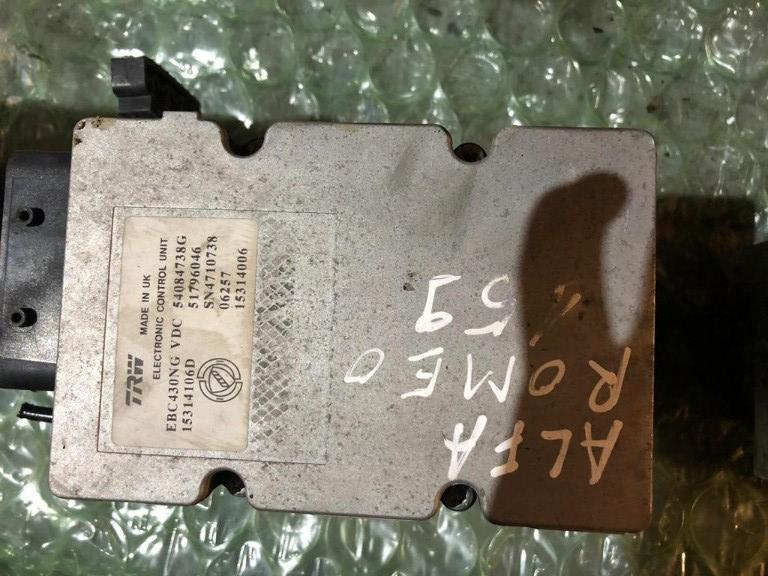 TRW
MADE IN UK
ELECTRONIC CONTROL UNIT
EBC430NG VDC 54084738G
15314106D 51796046
SN4710738
06257
15314006
ALFA
ROMEO
159